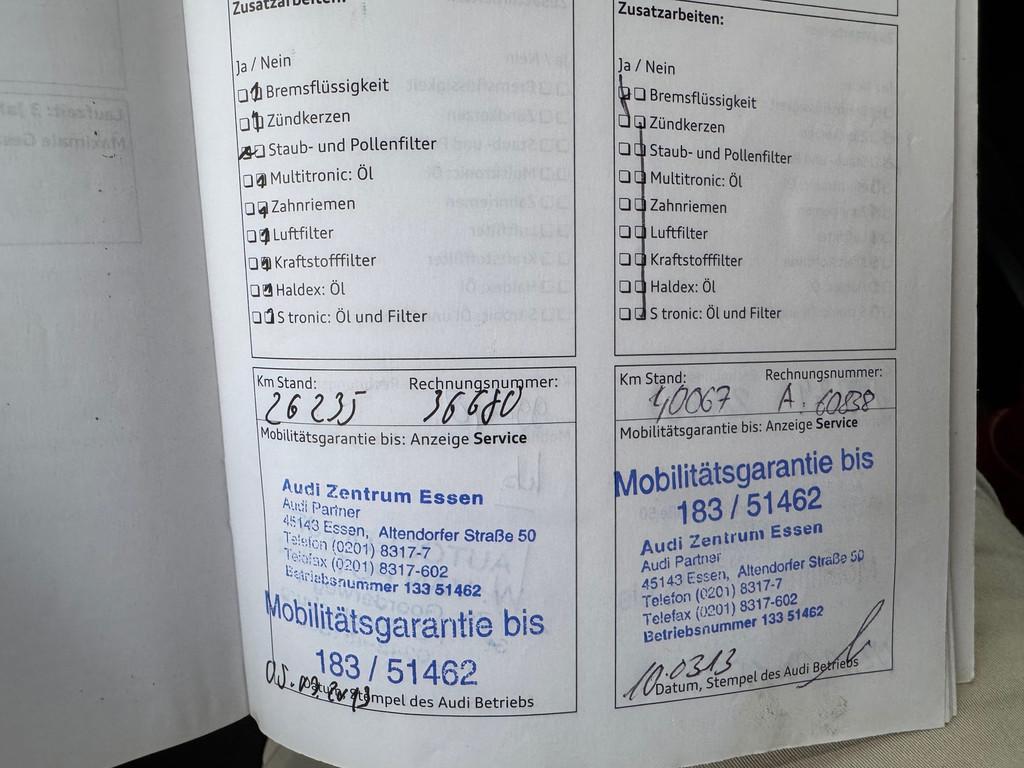 Zusatzarbeiten:
Ja / Nein
Bremsflüssigkeit
Zündkerzen
Staub- und Pollenfilter
Multitronic: Öl
Zahnriemen
Luftfilter
Kraftstofffilter
Haldex: Öl
S tronic: Öl und Filter
Km Stand: Rechnungsnummer:
26235 36680
Mobilitätsgarantie bis: Anzeige Service
Audi Zentrum Essen
Audi Partner
45143 Essen, Altendorfer Straße 50
Telefon (0201) 8317-7
Telefax (0201) 8317-602
Betriebsnummer 133 51462
Mobilitätsgarantie bis
183 / 51462
Stempel des Audi Betriebs
Zusatzarbeiten:
Ja / Nein
Bremsflüssigkeit
Zündkerzen
Staub- und Pollenfilter
Multitronic: Öl
Zahnriemen
Luftfilter
Kraftstofffilter
Haldex: Öl
S tronic: Öl und Filter
Km Stand: Rechnungsnummer:
40067 A. 60838
Mobilitätsgarantie bis: Anzeige Service
Mobilitätsgarantie bis
183 / 51462
Audi Zentrum Essen
Audi Partner
45143 Essen, Altendorfer Straße 50
Telefon (0201) 8317-7
Telefax (0201) 8317-602
Betriebsnummer 133 51462
10.0313
Datum, Stempel des Audi Betriebs